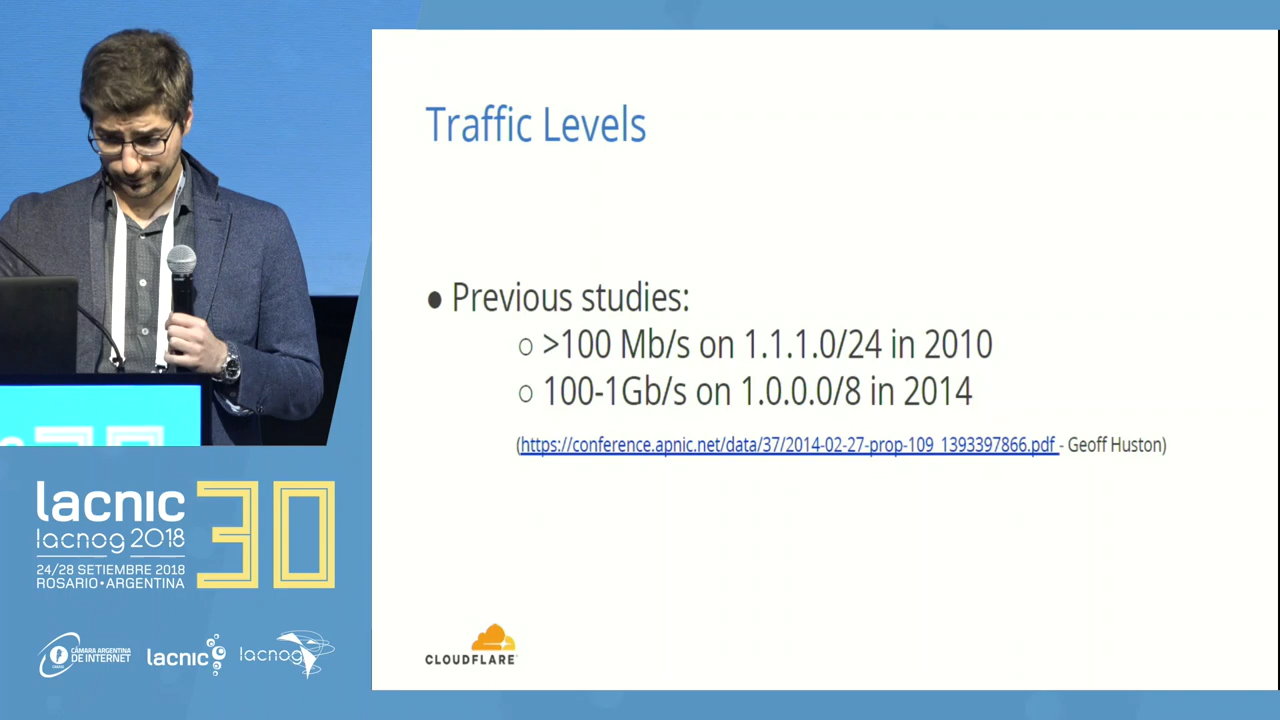 Traffic Levels
● Previous studies:
○ >100 Mb/s on 1.1.1.0/24 in 2010
○ 100-1Gb/s on 1.0.0.0/8 in 2014
(https://conference.apnic.net/data/37/2014-02-27-prop-109_1393397866.pdf - Geoff Huston)
CLOUDFLARE
lacnic 30
lacnog 2018
24/28 SETIEMBRE 2018
ROSARIO•ARGENTINA
CÁMARA ARGENTINA
DE INTERNET
lacnic
lacnog